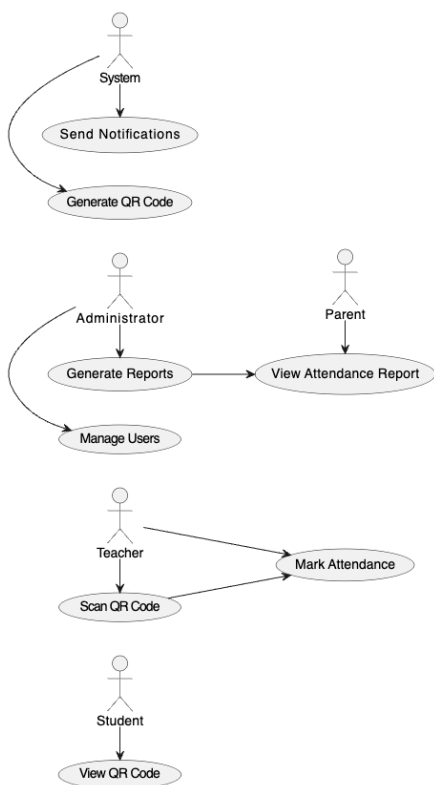 System
Send Notifications
Generate QR Code
Administrator
Parent
Generate Reports
View Attendance Report
Manage Users
Teacher
Mark Attendance
Scan QR Code
Student
View QR Code